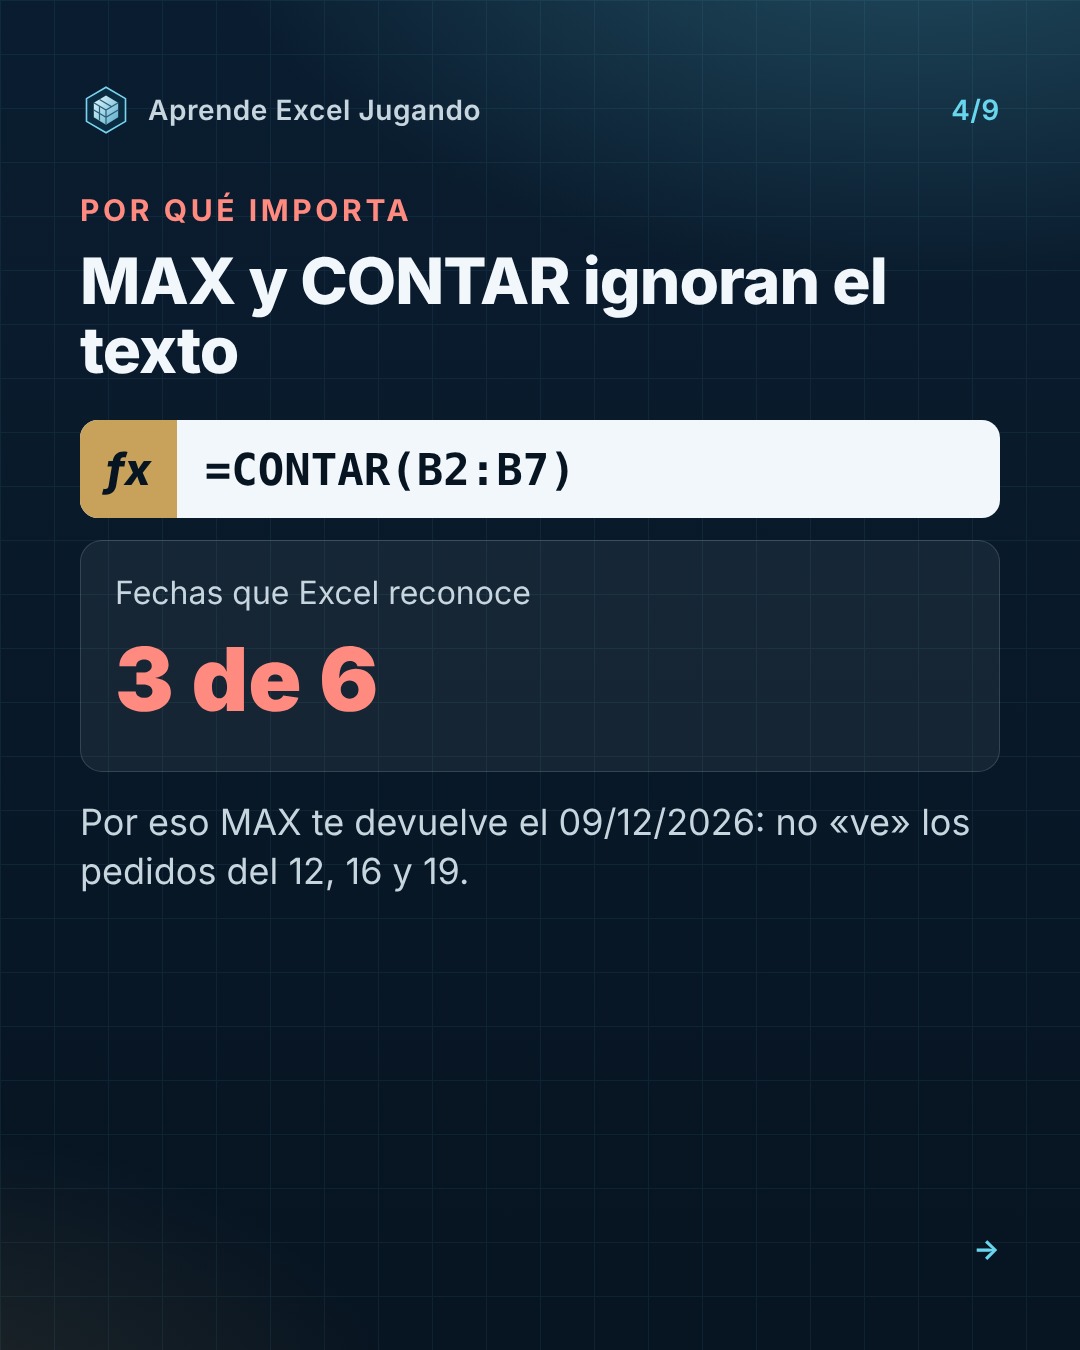 Aprende Excel Jugando
4/9
POR QUÉ IMPORTA
MAX y CONTAR ignoran el
texto
fx =CONTAR(B2:B7)
Fechas que Excel reconoce
3 de 6
Por eso MAX te devuelve el 09/12/2026: no «ve» los
pedidos del 12, 16 y 19.
→